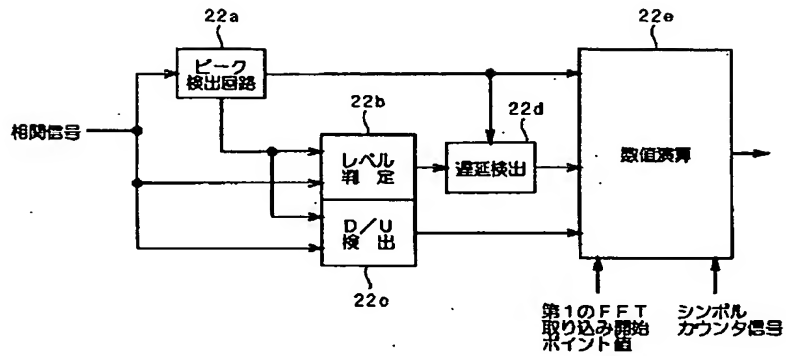 22a
22e
ピーク
検出回路
22b
22d
相関信号
レベル
判　定
遅延検出
数値演算
D／U
検　出
22c
第1のFFT
取り込み開始
ポイント値
シンボル
カウンタ信号